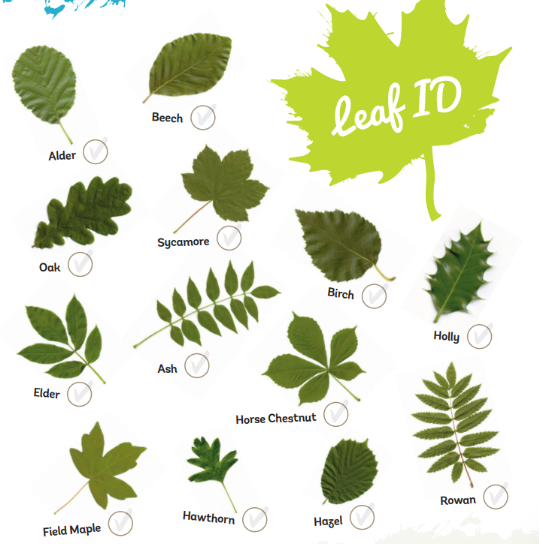 leaf ID
Alder
Beech
Oak
Sycamore
Birch
Holly
Elder
Ash
Horse Chestnut
Field Maple
Hawthorn
Hazel
Rowan